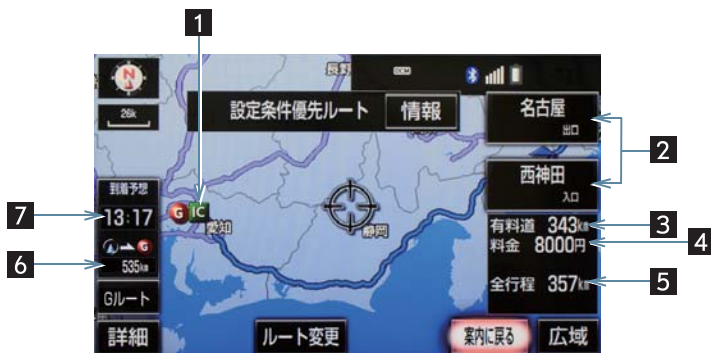 1
長野
DCM
26k
設定条件優先ルート 情報
名古屋
出口
2
西神田
入口
到着予想
7
13:17
G IC
愛知
静岡
有料道 343km
3
料金 8000円
4
G
6
535km
全行程 357km
5
Gルート
詳細
ルート変更
案内に戻る
広域